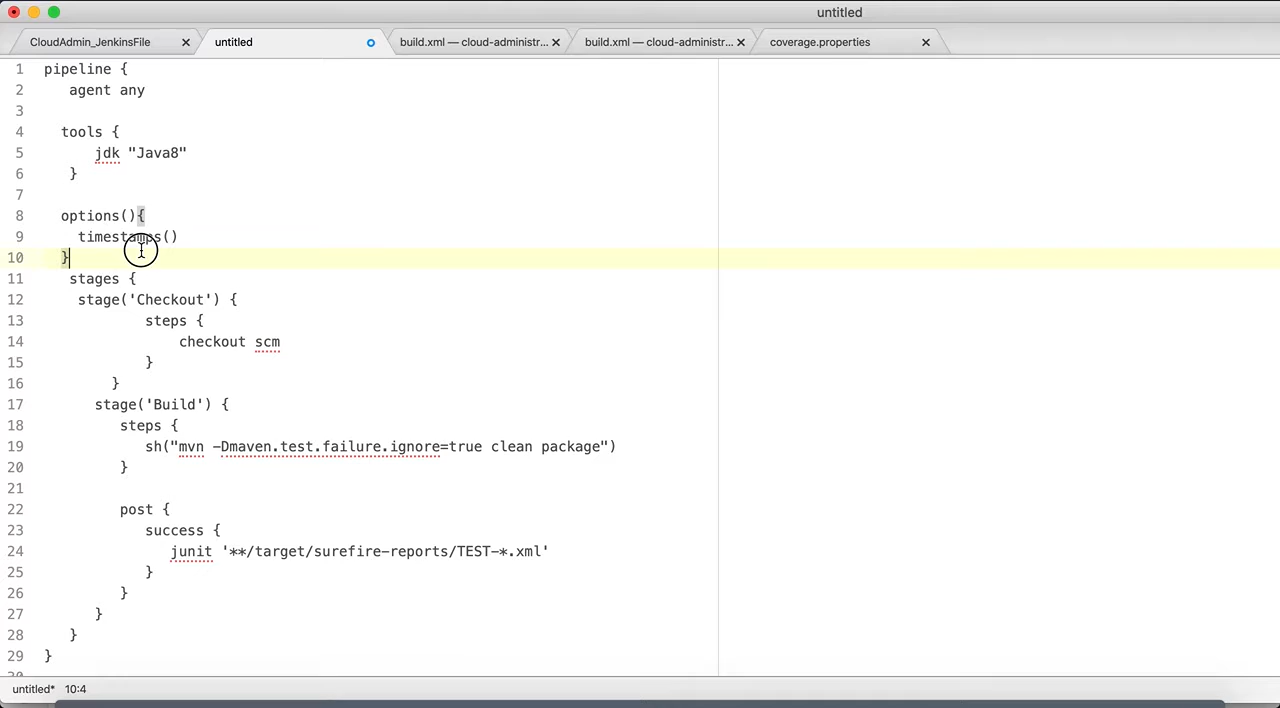 untitled
CloudAdmin_JenkinsFile
untitled
build.xml — cloud-administr...
build.xml — cloud-administr...
coverage.properties
1 pipeline {
2 agent any
3
4 tools {
5 jdk "Java8"
6 }
7
8 options(){
9 timestamps()
10 }
11 stages {
12 stage('Checkout') {
13 steps {
14 checkout scm
15 }
16 }
17 stage('Build') {
18 steps {
19 sh("mvn -Dmaven.test.failure.ignore=true clean package")
20 }
21
22 post {
23 success {
24 junit '**/target/surefire-reports/TEST-*.xml'
25 }
26 }
27 }
28 }
29 }
30
untitled* 10:4